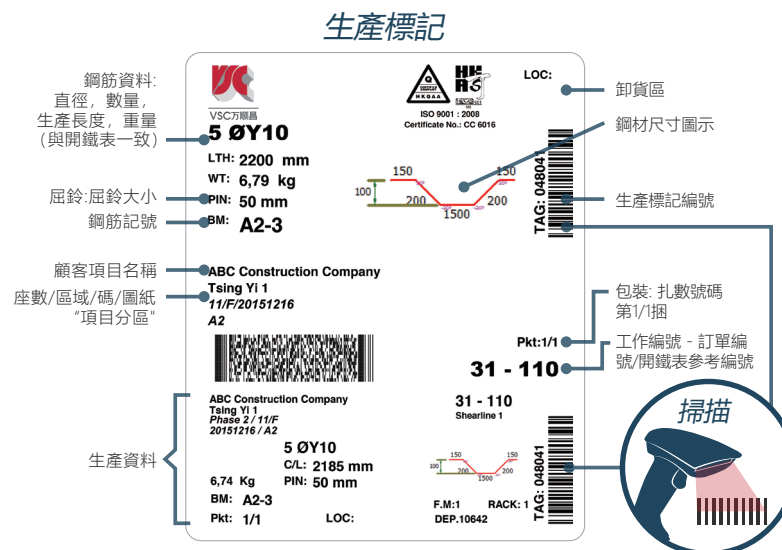 生產標記
鋼筋資料:
直徑，數量，
生產長度，重量
(與開鐵表一致)
屈鈴:屈鈴大小
鋼筋記號
顧客項目名稱
座數/區域/碼/圖紙
“項目分區”
生產資料
VSC万順昌
HKQAA
ISO 9001 : 2008
Certificate No.: CC 6016
LOC:
5 ØY10
LTH: 2200 mm
WT: 6,79 kg
PIN: 50 mm
BM: A2-3
150
150
100
200
200
1500
TAG: 048041
ABC Construction Company
Tsing Yi 1
11/F/20151216
A2
Pkt:1/1
31 - 110
ABC Construction Company
Tsing Yi 1
Phase 2 / 11/F
20151216 / A2
31 - 110
Shearline 1
5 ØY10
C/L: 2185 mm
6,74 Kg
PIN: 50 mm
BM: A2-3
Pkt: 1/1
LOC:
150
150
100
200
200
1500
F.M:1
RACK: 1
DEP.10642
TAG: 048041
卸貨區
鋼材尺寸圖示
生產標記編號
包裝: 扎數號碼
第1/1捆
工作編號 - 訂單編
號/開鐵表參考編號
掃描